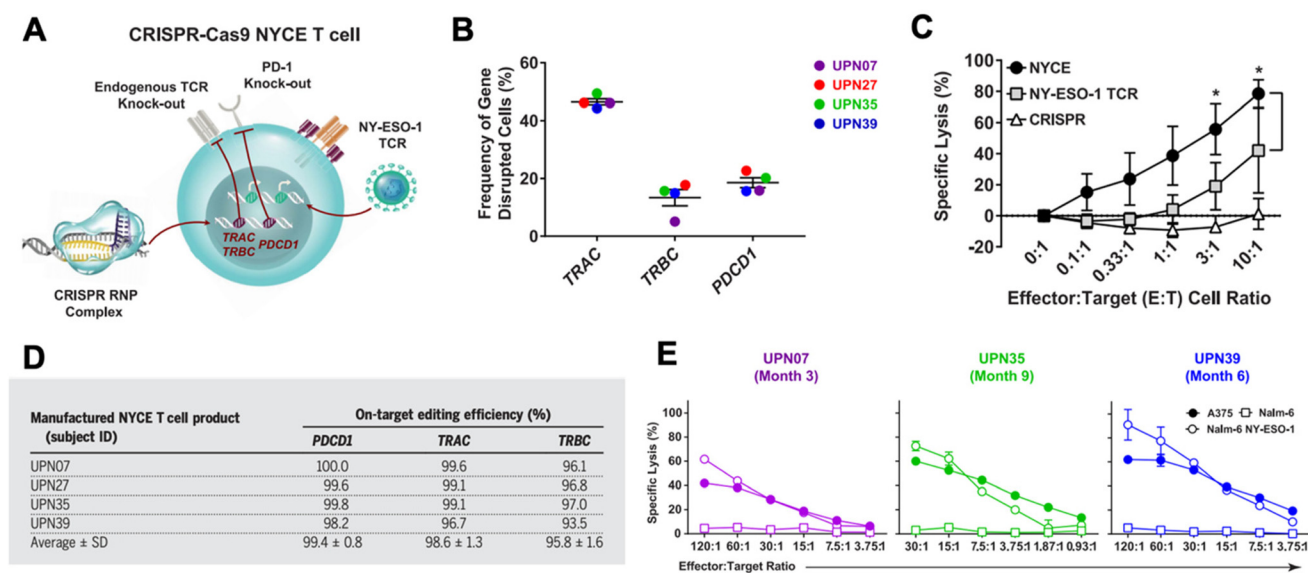 A
CRISPR-Cas9 NYCE T cell
Endogenous TCR
Knock-out
PD-1
Knock-out
NY-ESO-1
TCR
TRAC
TRBC
PDCD1
CRISPR RNP
Complex
B
Frequency of Gene
Disrupted Cells (%)
60
40
20
0
TRAC
TRBC
PDCD1
UPN07
UPN27
UPN35
UPN39
C
Specific Lysis (%)
100
80
60
40
20
0
-20
NYCE
NY-ESO-1 TCR
CRISPR
*
*
0:1
0.1:1
0.33:1
1:1
3:1
10:1
Effector:Target (E:T) Cell Ratio
D
Manufactured NYCE T cell product
(subject ID)
On-target editing efficiency (%)
PDCD1 TRAC TRBC
UPN07 100.0 99.6 96.1
UPN27 99.6 99.1 96.8
UPN35 99.8 99.1 97.0
UPN39 98.2 96.7 93.5
Average ± SD 99.4 ± 0.8 98.6 ± 1.3 95.8 ± 1.6
E
UPN07
(Month 3)
UPN35
(Month 9)
UPN39
(Month 6)
Specific Lysis (%)
100
80
60
40
20
0
A375
Nalm-6
Nalm-6 NY-ESO-1
120:1 60:1 30:1 15:1 7.5:1 3.75:1
30:1 15:1 7.5:1 3.75:1 1.87:1 0.93:1
120:1 60:1 30:1 15:1 7.5:1 3.75:1
Effector:Target Ratio